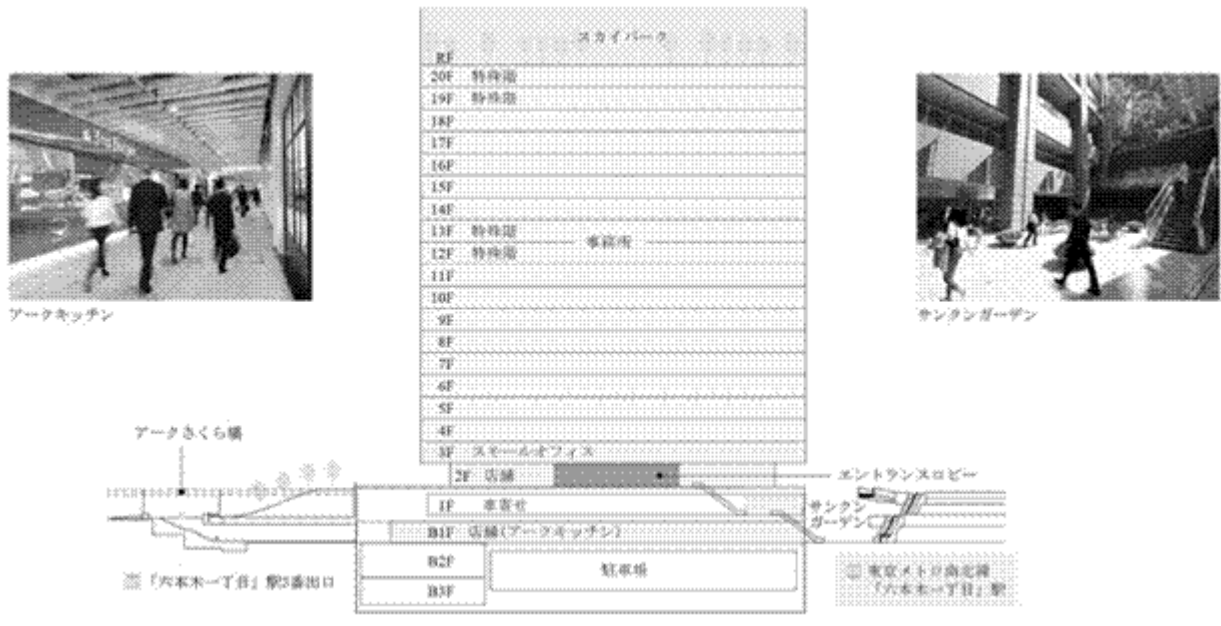 スカイパーク
RF
20F 特殊階
19F 特殊階
18F
17F
16F
15F
14F
13F 特殊階
事務所
12F 特殊階
11F
10F
9F
8F
7F
6F
5F
4F
3F スモールオフィス
2F 店舗
エントランスロビー
1F 車寄せ
サンクン
ガーデン
B1F 店舗(アークキッチン)
B2F
駐車場
B3F
アークキッチン
サンクンガーデン
アークさくら橋
「六本木一丁目」駅3番出口
東京メトロ南北線
「六本木一丁目」駅